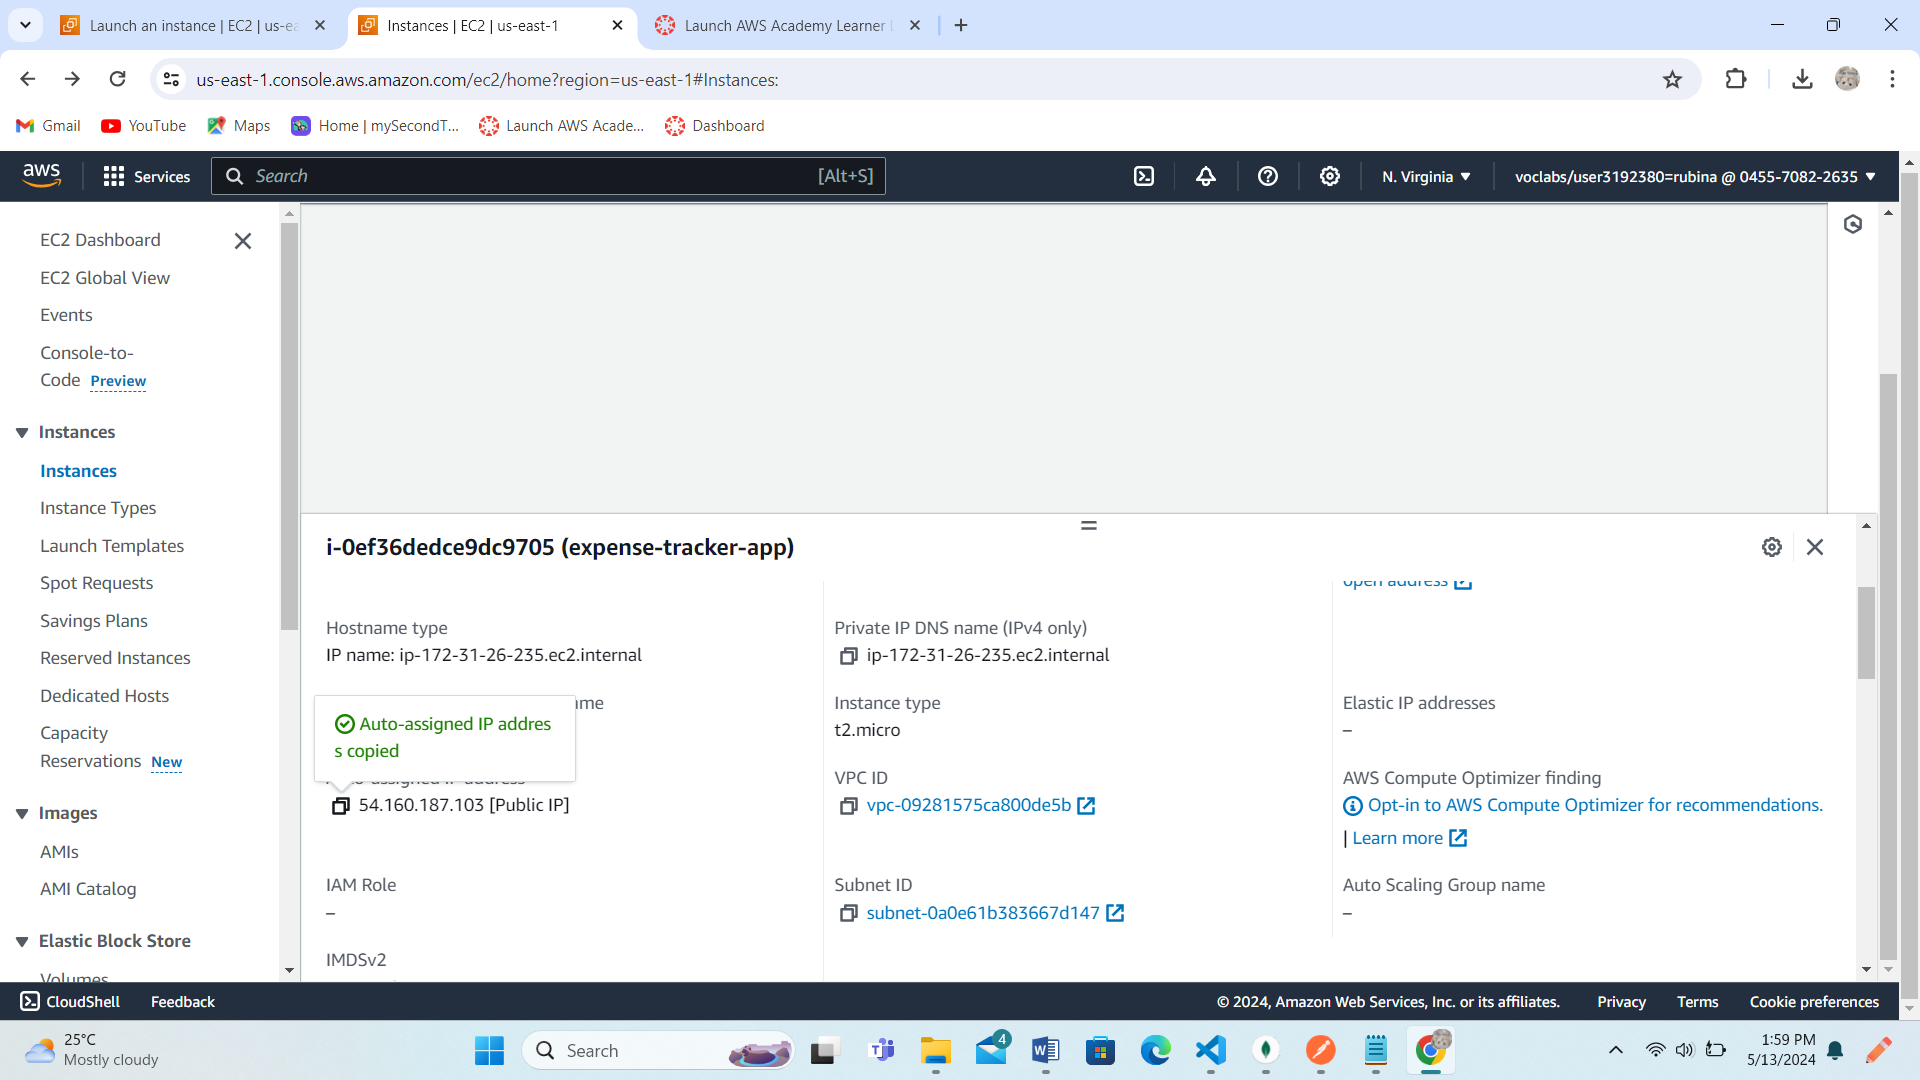 Launch an instance | EC2 | us-ea
Instances | EC2 | us-east-1
Launch AWS Academy Learner L
us-east-1.console.aws.amazon.com/ec2/home?region=us-east-1#Instances:
Gmail
YouTube
Maps
Home | mySecondT...
Launch AWS Acade...
Dashboard
aws
Services
Search
[Alt+S]
N. Virginia
voclabs/user3192380=rubina @ 0455-7082-2635
EC2 Dashboard
EC2 Global View
Events
Console-to-
Code Preview
Instances
Instances
Instance Types
Launch Templates
Spot Requests
Savings Plans
Reserved Instances
Dedicated Hosts
Capacity
Reservations New
Images
AMIs
AMI Catalog
Elastic Block Store
Volumes
i-0ef36dedce9dc9705 (expense-tracker-app)
open address
Hostname type
IP name: ip-172-31-26-235.ec2.internal
Private IP DNS name (IPv4 only)
ip-172-31-26-235.ec2.internal
me
Auto-assigned IP addres
s copied
Instance type
t2.micro
Elastic IP addresses
–
Auto-assigned IP address
54.160.187.103 [Public IP]
VPC ID
vpc-09281575ca800de5b
AWS Compute Optimizer finding
Opt-in to AWS Compute Optimizer for recommendations.
| Learn more
IAM Role
–
Subnet ID
subnet-0a0e61b383667d147
Auto Scaling Group name
–
IMDSv2
CloudShell
Feedback
© 2024, Amazon Web Services, Inc. or its affiliates.
Privacy
Terms
Cookie preferences
25°C
Mostly cloudy
Search
4
1:59 PM
5/13/2024